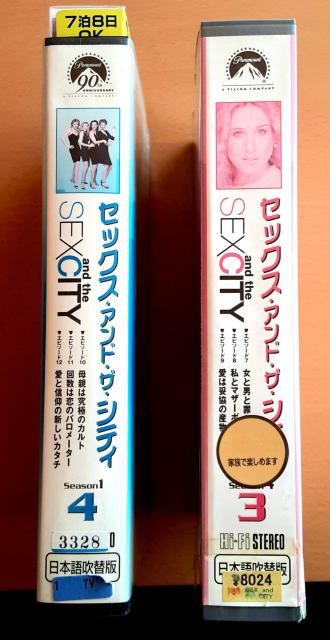 7泊8日
OK
Paramount
90TH
ANNIVERSARY
A VIACOM COMPANY
セックス・アンド・ザ・シティ
SEX and the CITY
▼エピソード10
母親は究極のカルト
▼エピソード11
回数は恋のバロメーター
▼エピソード12
愛と信仰の新しいカタチ
Season1
4
3328
日本語吹替版
1
TV
Paramount
A VIACOM COMPANY
セックス・アンド・ザ・シ
SEX and the CITY
▼エピソード7
女と男と罪
▼エピソード8
私とマザーボ
▼エピソード9
愛は妥協の産物
家族で楽しめます
3
Hi-Fi STEREO
日本語吹替版
8024
SEX and
CITY